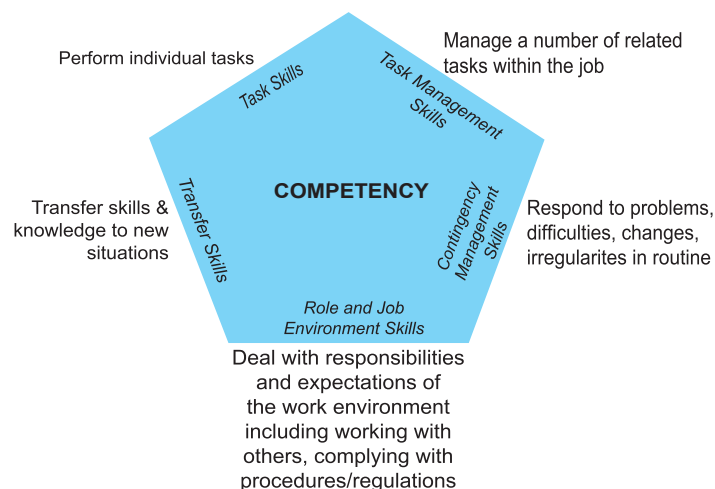 Perform individual tasks
Task Skills
Manage a number of related
tasks within the job
Task Management
Skills
COMPETENCY
Transfer skills &
knowledge to new
situations
Transfer Skills
Contingency
Management
Skills
Respond to problems,
difficulties, changes,
irregularites in routine
Role and Job
Environment Skills
Deal with responsibilities
and expectations of
the work environment
including working with
others, complying with
procedures/regulations